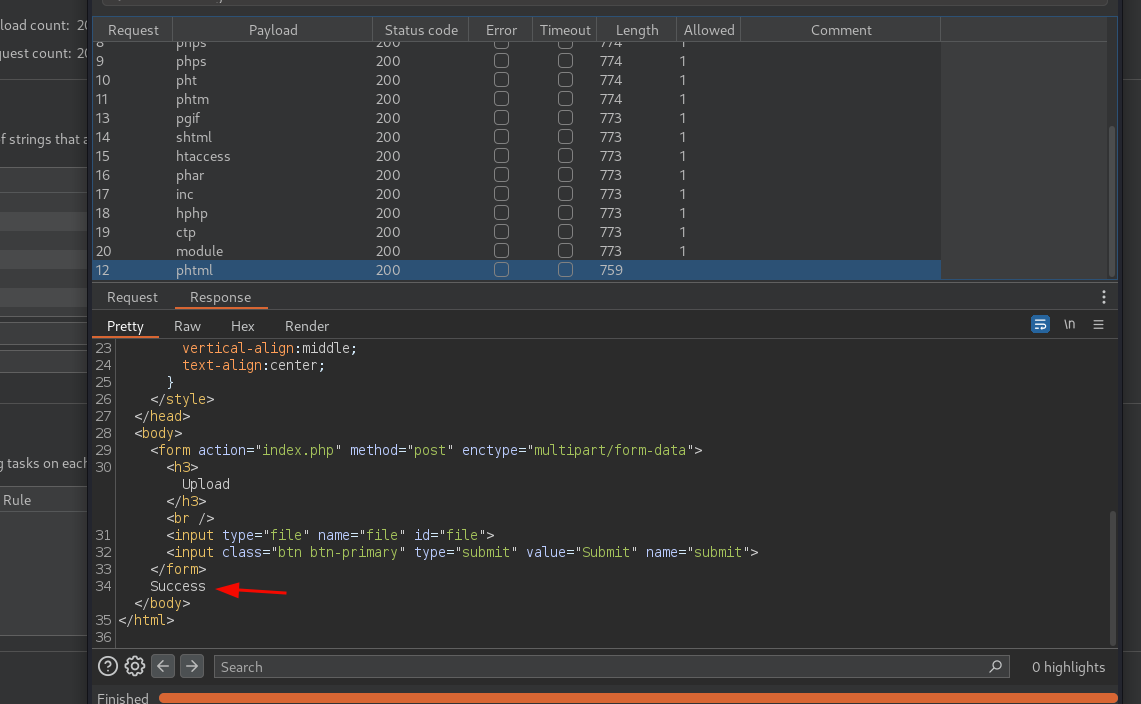 load count: 20
Request Payload Status code Error Timeout Length Allowed Comment
8 phps 200 774 1
quest count: 20
9 phps 200 774 1
10 pht 200 774 1
11 phtm 200 774 1
13 pgif 200 773 1
f strings that a
14 shtml 200 773 1
15 htaccess 200 773 1
16 phar 200 773 1
17 inc 200 773 1
18 hphp 200 773 1
19 ctp 200 773 1
20 module 200 773 1
12 phtml 200 759
Request Response
Pretty Raw Hex Render \n
23 vertical-align:middle;
24 text-align:center;
25 }
26 </style>
27 </head>
28 <body>
29 <form action="index.php" method="post" enctype="multipart/form-data">
g tasks on each
30 <h3>
Upload
</h3>
Rule
<br />
31 <input type="file" name="file" id="file">
32 <input class="btn btn-primary" type="submit" value="Submit" name="submit">
33 </form>
34 Success
</body>
35 </html>
36
Search 0 highlights
Finished